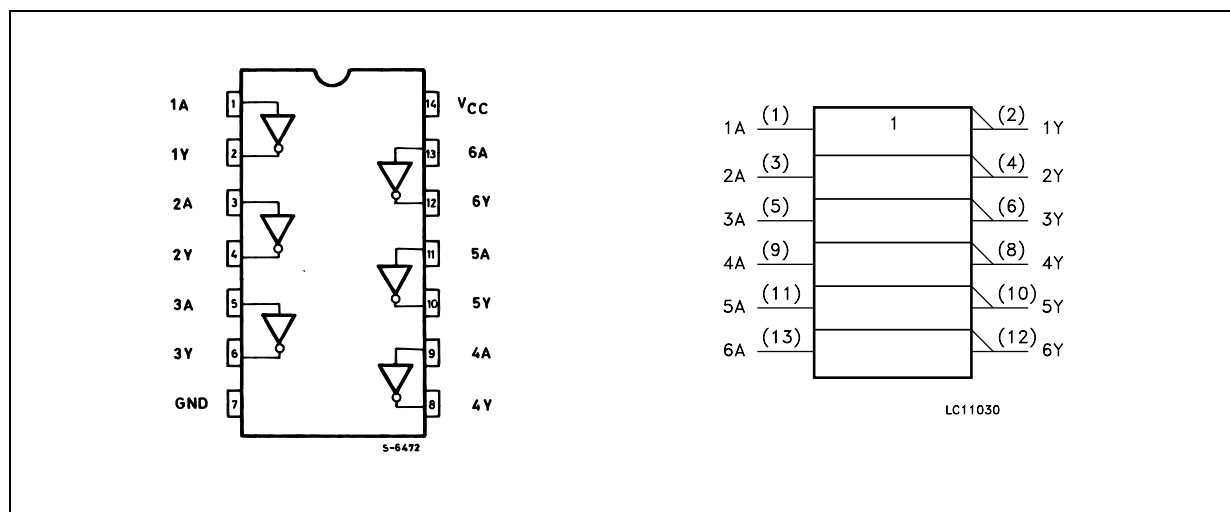 1A 1 14 VCC
1Y 2 13 6A
2A 3 12 6Y
2Y 4 11 5A
3A 5 10 5Y
3Y 6 9 4A
GND 7 8 4Y
S-6472
1A (1) 1 (2) 1Y
2A (3) (4) 2Y
3A (5) (6) 3Y
4A (9) (8) 4Y
5A (11) (10) 5Y
6A (13) (12) 6Y
LC11030